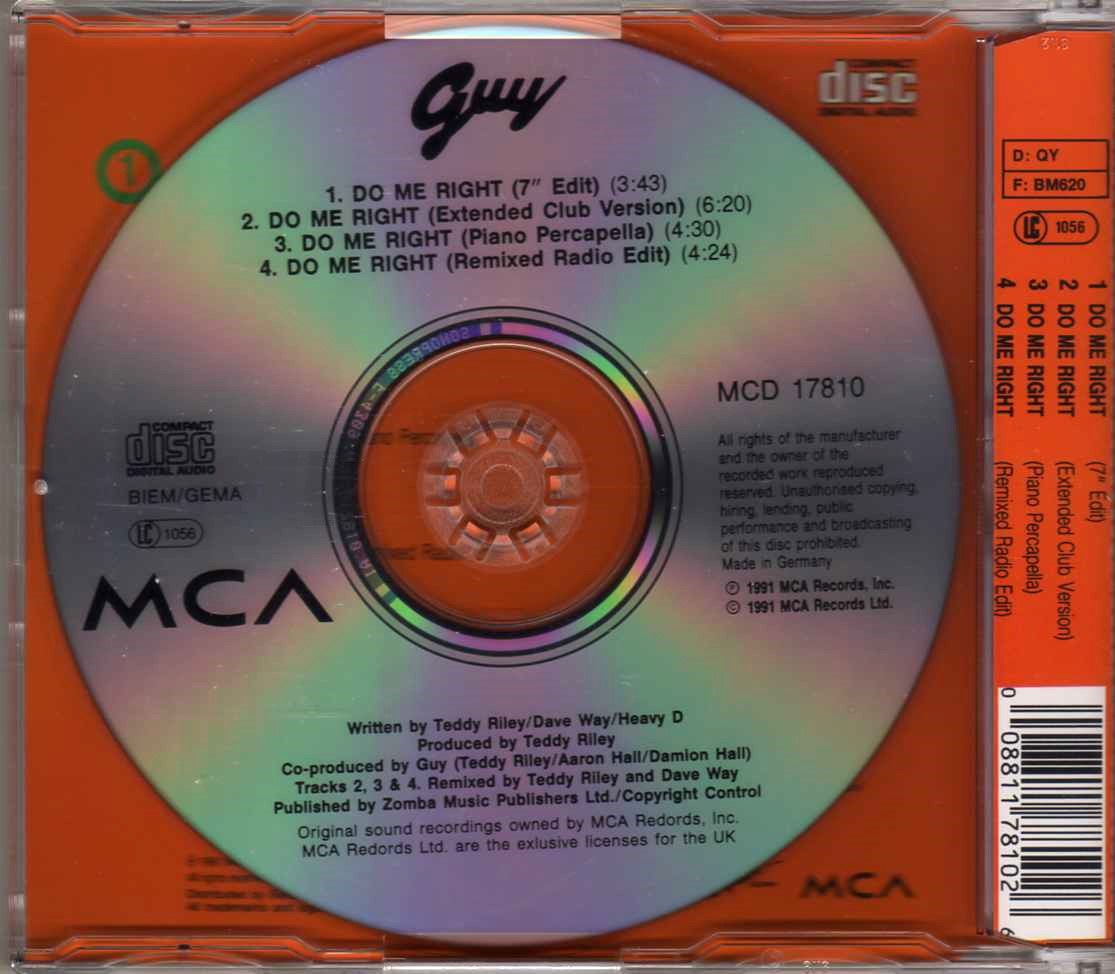 guy
COMPACT
disc
DIGITAL AUDIO
1
1. DO ME RIGHT (7" Edit) (3:43)
2. DO ME RIGHT (Extended Club Version) (6:20)
3. DO ME RIGHT (Piano Percapella) (4:30)
4. DO ME RIGHT (Remixed Radio Edit) (4:24)
COMPACT
disc
DIGITAL AUDIO
BIEM/GEMA
LC 1056
MCA
MCD 17810
All rights of the manufacturer
and the owner of the
recorded work reproduced
reserved. Unauthorised copying,
hiring, lending, public
performance and broadcasting
of this disc prohibited.
Made in Germany
℗ 1991 MCA Records, Inc.
© 1991 MCA Records Ltd.
SONOPRESS
Written by Teddy Riley/Dave Way/Heavy D
Produced by Teddy Riley
Co-produced by Guy (Teddy Riley/Aaron Hall/Damion Hall)
Tracks 2, 3 & 4. Remixed by Teddy Riley and Dave Way
Published by Zomba Music Publishers Ltd./Copyright Control
Original sound recordings owned by MCA Redords, Inc.
MCA Redords Ltd. are the exlusive licenses for the UK
MCA
D: QY
F: BM620
LC 1056
1 DO ME RIGHT (7" Edit)
2 DO ME RIGHT (Extended Club Version)
3 DO ME RIGHT (Piano Percapella)
4 DO ME RIGHT (Remixed Radio Edit)
0 08811 78102 6